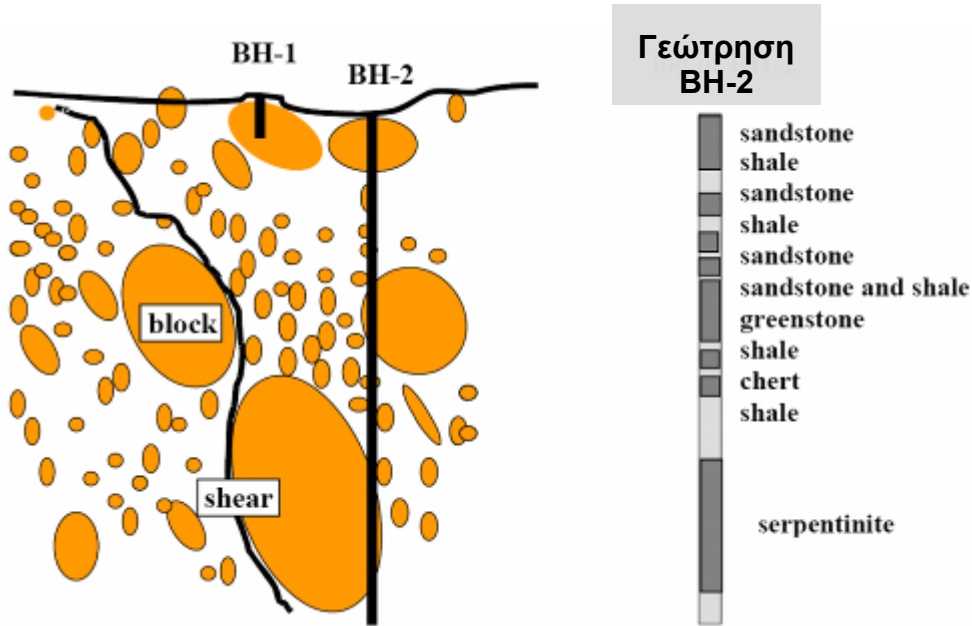 BH-1
BH-2
block
shear
Γεώτρηση
BH-2
sandstone
shale
sandstone
shale
sandstone
sandstone and shale
greenstone
shale
chert
shale
serpentinite